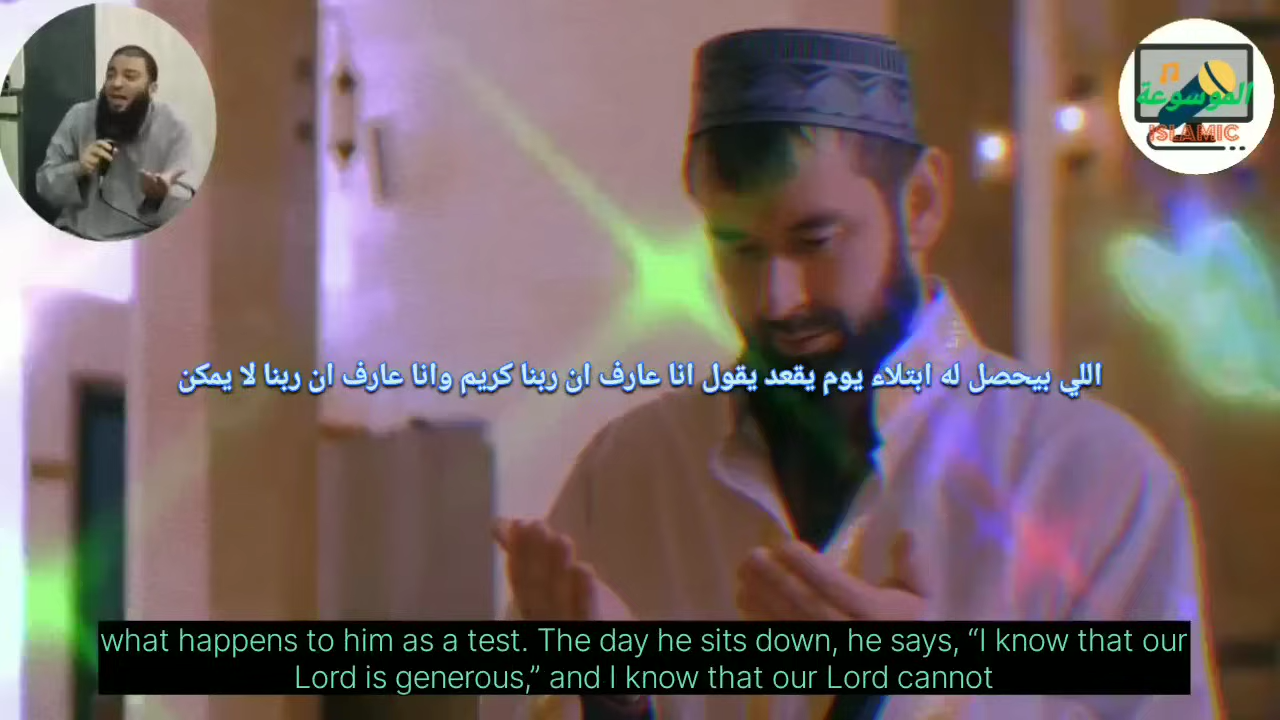 الموسوعة
ISLAMIC
اللي بيحصل له ابتلاء يوم يقعد يقول انا عارف ان ربنا كريم وانا عارف ان ربنا لا يمكن
what happens to him as a test. The day he sits down, he says, “I know that our
Lord is generous,” and I know that our Lord cannot